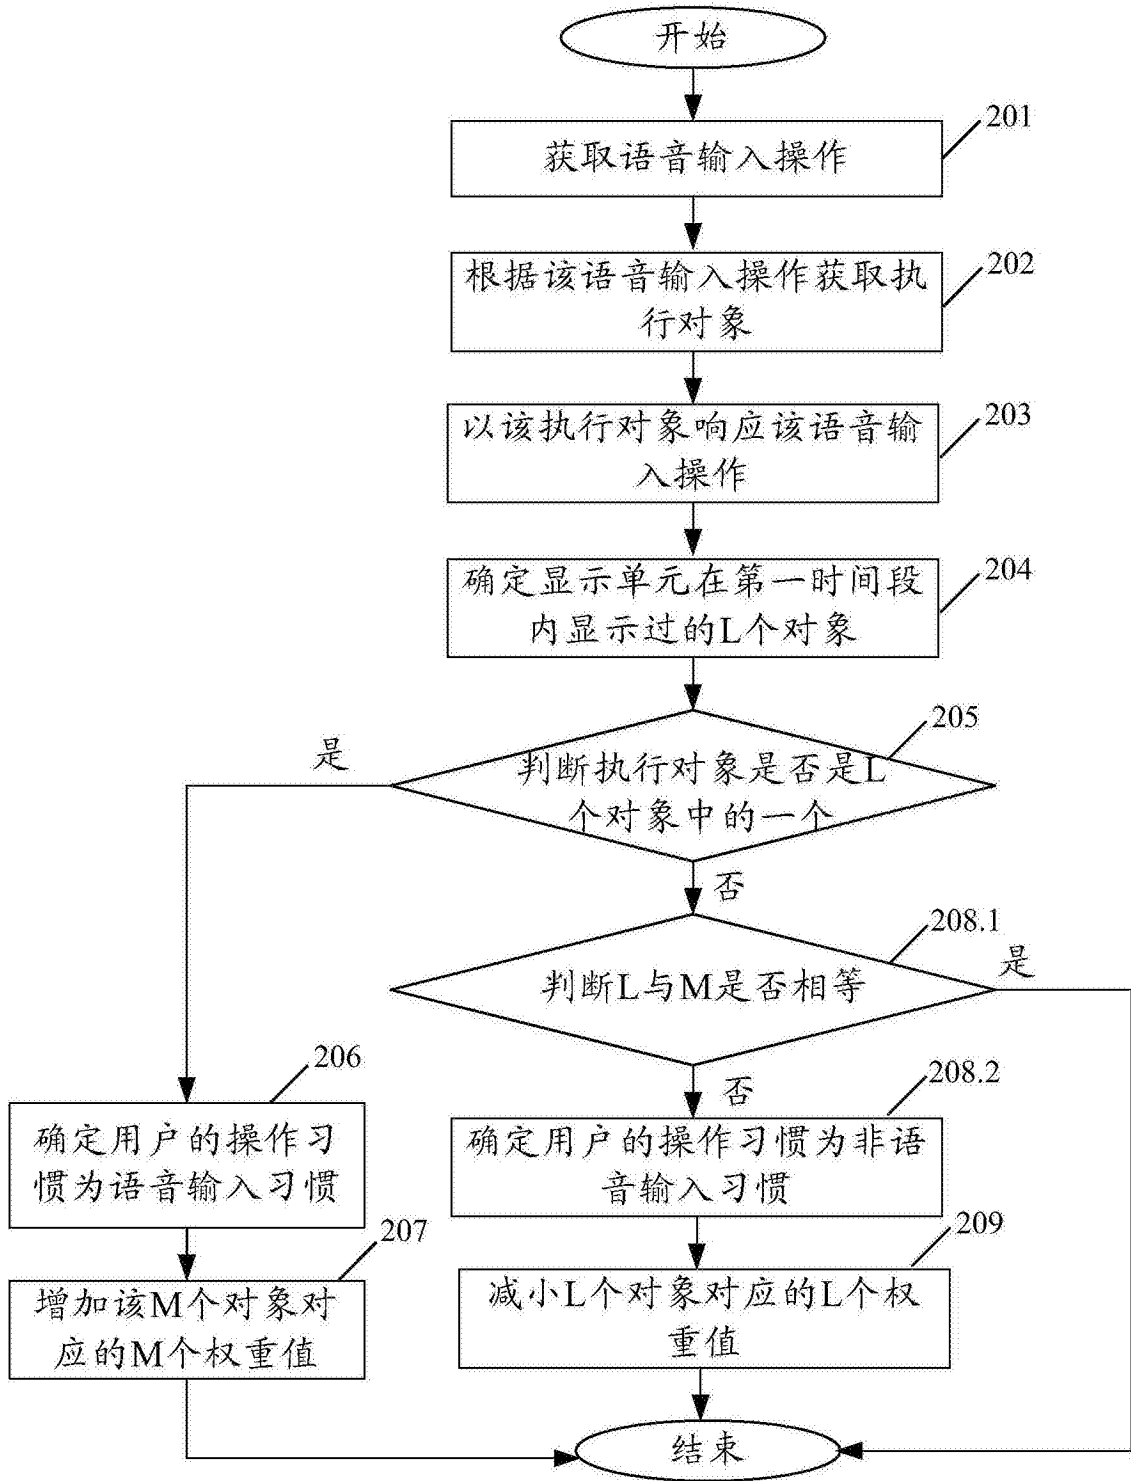 开始
201
获取语音输入操作
202
根据该语音输入操作获取执
行对象
203
以该执行对象响应该语音输
入操作
204
确定显示单元在第一时间段
内显示过的L个对象
205
是
判断执行对象是否是L
个对象中的一个
否
208.1
是
判断L与M是否相等
206
否
208.2
确定用户的操作习
惯为语音输入习惯
确定用户的操作习惯为非语
音输入习惯
207
209
增加该M个对象对
应的M个权重值
减小L个对象对应的L个权
重值
结束